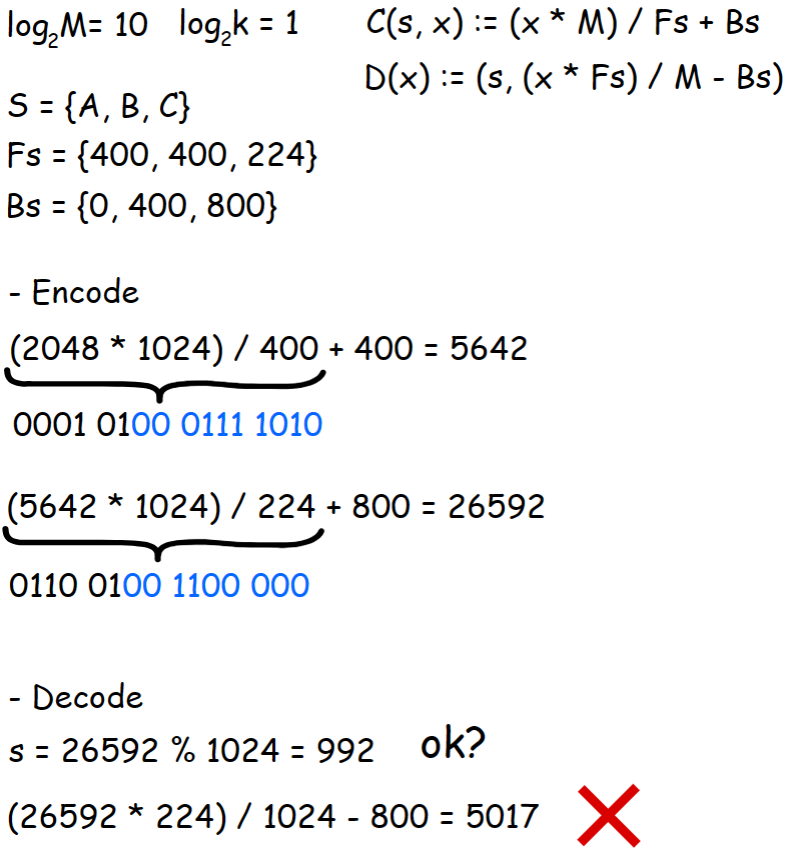 log₂M= 10 log₂k = 1 C(s, x) := (x * M) / Fs + Bs
D(x) := (s, (x * Fs) / M - Bs)
S = {A, B, C}
Fs = {400, 400, 224}
Bs = {0, 400, 800}
- Encode
(2048 * 1024) / 400 + 400 = 5642
0001 0100 0111 1010
(5642 * 1024) / 224 + 800 = 26592
0110 0100 1100 000
- Decode
s = 26592 % 1024 = 992 ok?
(26592 * 224) / 1024 - 800 = 5017